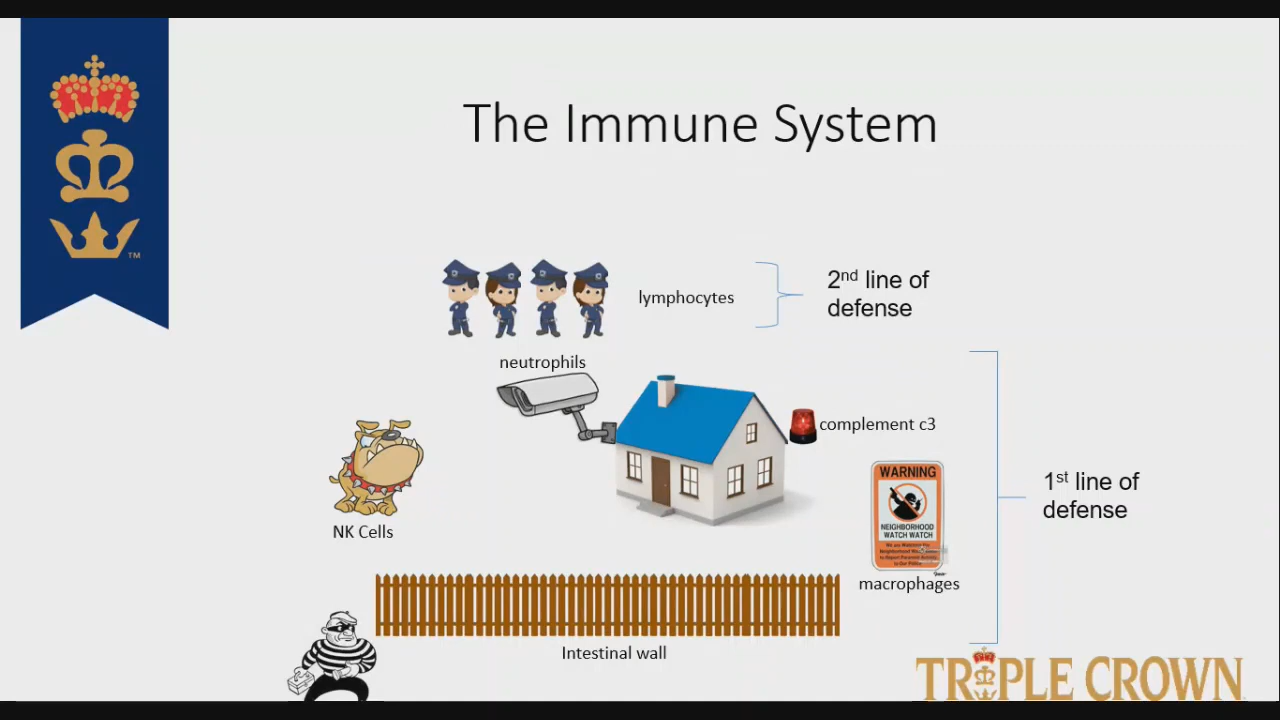 The Immune System
lymphocytes
2nd line of
defense
neutrophils
complement c3
WARNING
NEIGHBORHOOD
WATCH WATCH
NK Cells
1st line of
defense
macrophages
Intestinal wall
TRIPLE CROWN
TM